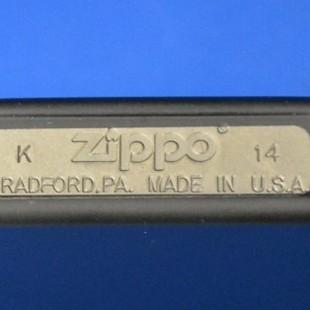 K Zippo® 14
RADFORD, PA. MADE IN U.S.A